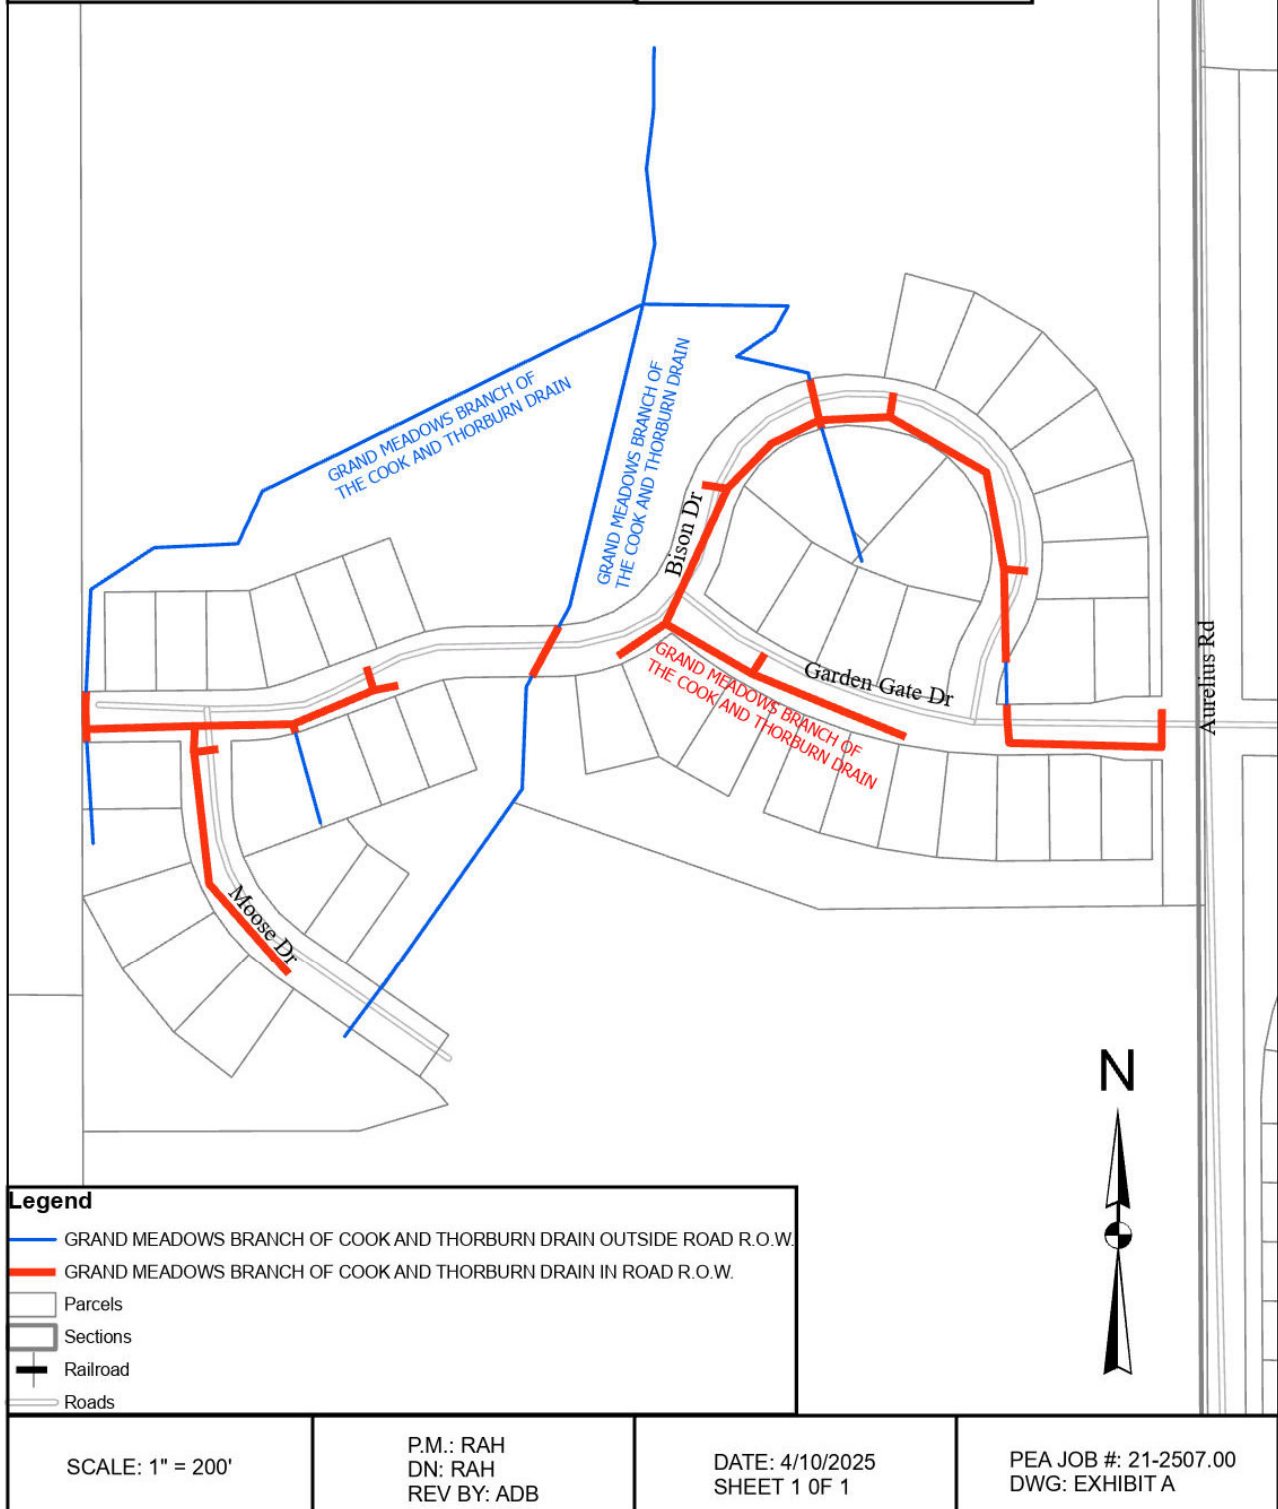 GRAND MEADOWS BRANCH OF
THE COOK AND THORBURN DRAIN
GRAND MEADOWS BRANCH OF
THE COOK AND THORBURN DRAIN
Bison Dr
GRAND MEADOWS BRANCH OF
THE COOK AND THORBURN DRAIN
Garden Gate Dr
Aurelius Rd
Moose Dr
N
Legend
GRAND MEADOWS BRANCH OF COOK AND THORBURN DRAIN OUTSIDE ROAD R.O.W.
GRAND MEADOWS BRANCH OF COOK AND THORBURN DRAIN IN ROAD R.O.W.
Parcels
Sections
Railroad
Roads
SCALE: 1" = 200'
P.M.: RAH
DN: RAH
REV BY: ADB
DATE: 4/10/2025
SHEET 1 0F 1
PEA JOB #: 21-2507.00
DWG: EXHIBIT A